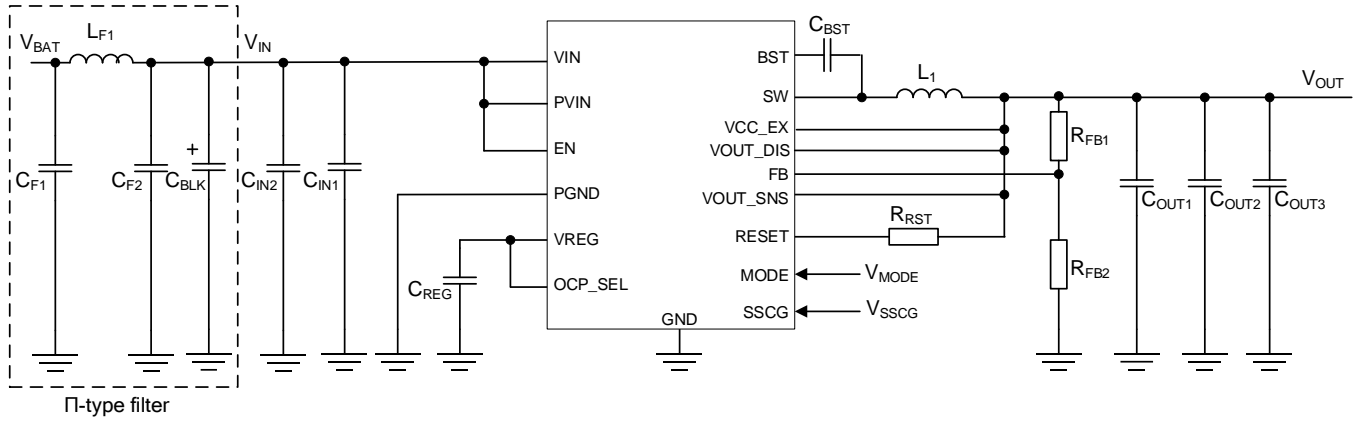 V_BAT
L_F1
V_IN
C_F1
C_F2
+
C_BLK
C_IN2
C_IN1
Π-type filter
VIN
PVIN
EN
PGND
VREG
OCP_SEL
C_REG
GND
BST
SW
VCC_EX
VOUT_DIS
FB
VOUT_SNS
RESET
MODE
SSCG
C_BST
L_1
R_RST
V_MODE
V_SSCG
R_FB1
R_FB2
V_OUT
C_OUT1
C_OUT2
C_OUT3